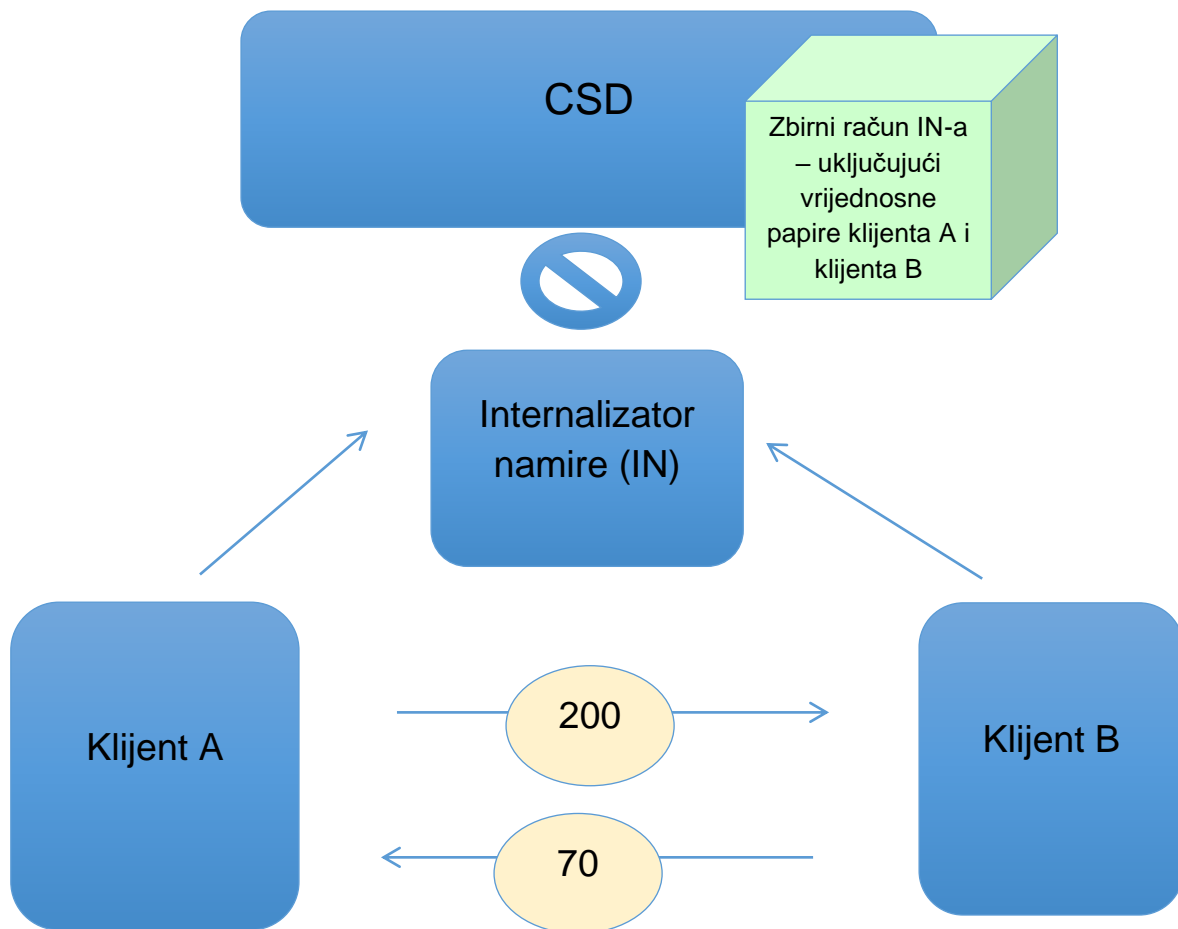 CSD
Zbirni račun IN-a
– uključujući
vrijednosne
papire klijenta A i
klijenta B
Internalizator
namire (IN)
Klijent A
200
Klijent B
70